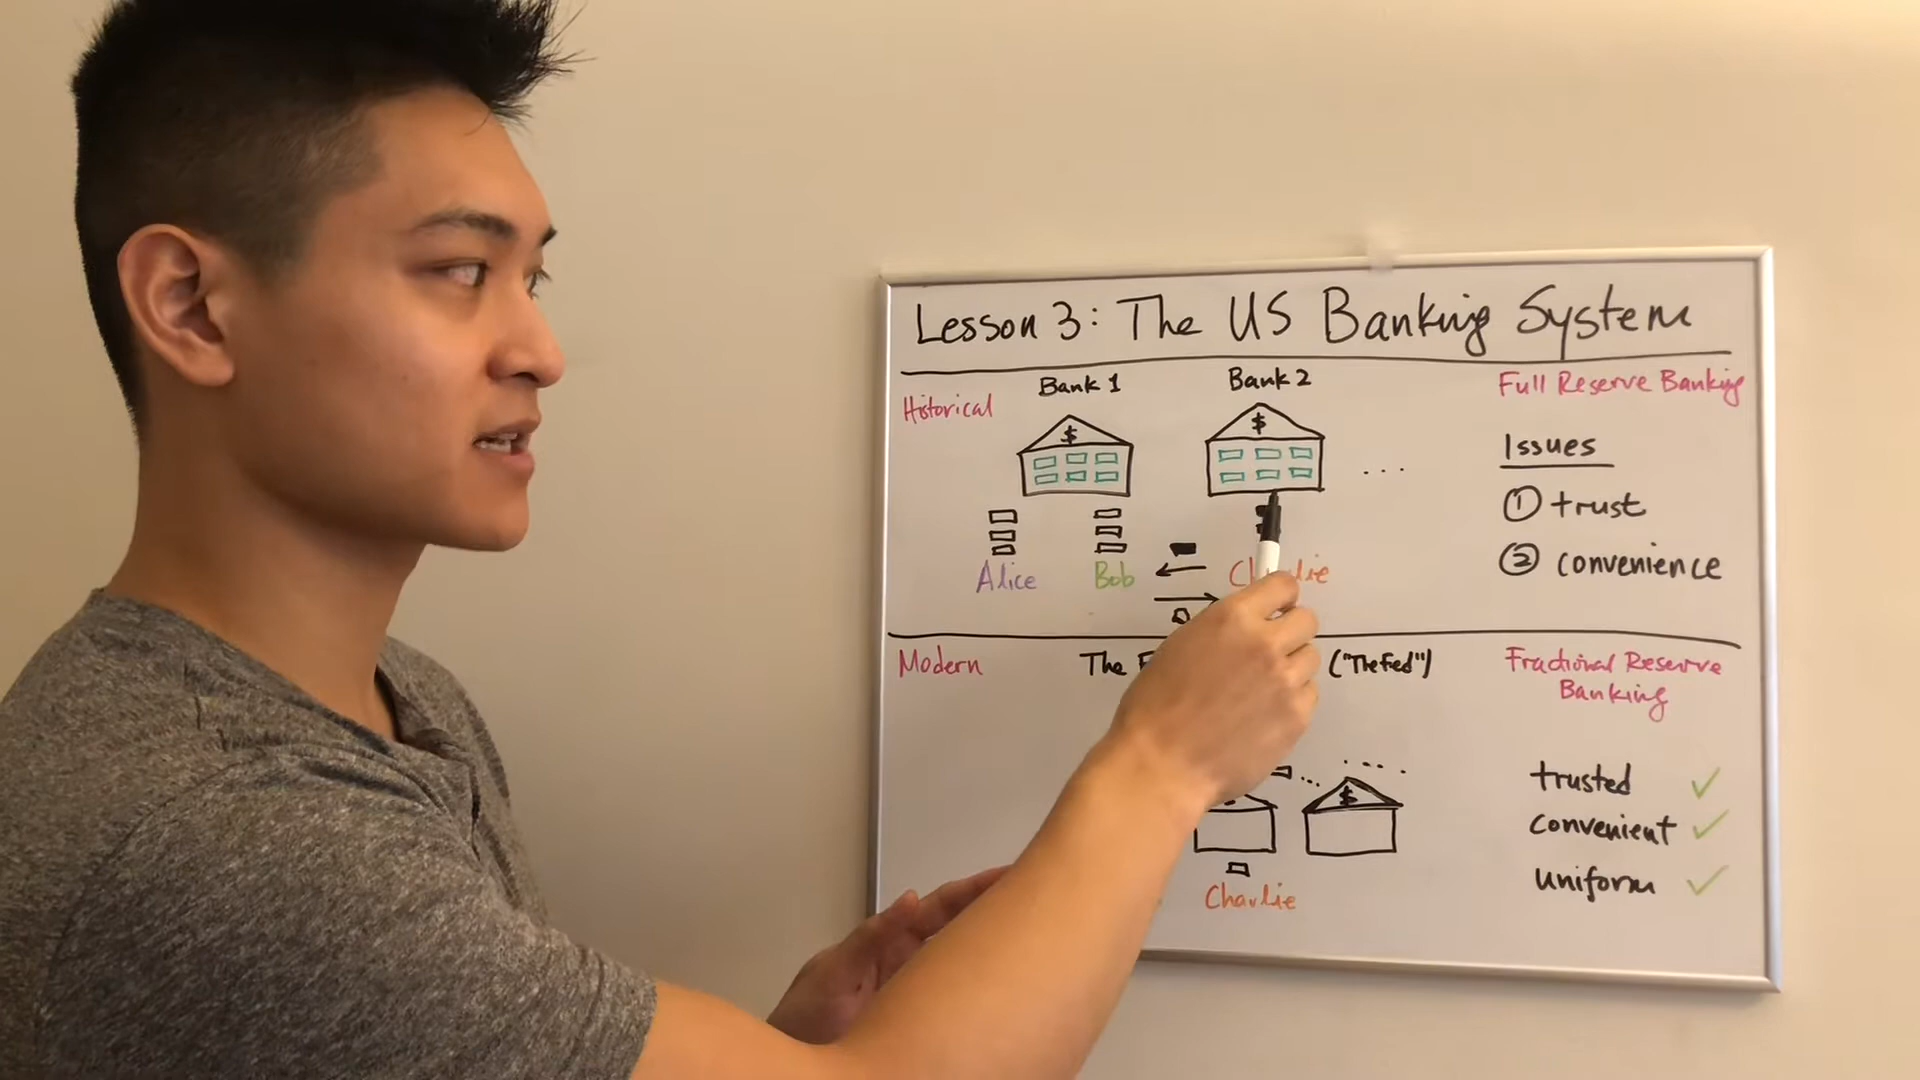 Lesson 3: The US Banking System
Historical
Bank 1
Bank 2
$
$
...
Alice
Bob
Full Reserve Banking
Issues
① trust
② convenience
Modern
The
("The Fed")
$
Charlie
Fractional Reserve
Banking
trusted ✓
convenient ✓
uniform ✓